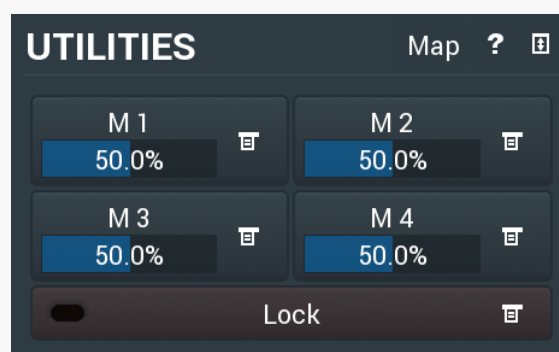 UTILITIES Map ?
M 1 M 2
50.0% 50.0%
M 3 M 4
50.0% 50.0%
Lock